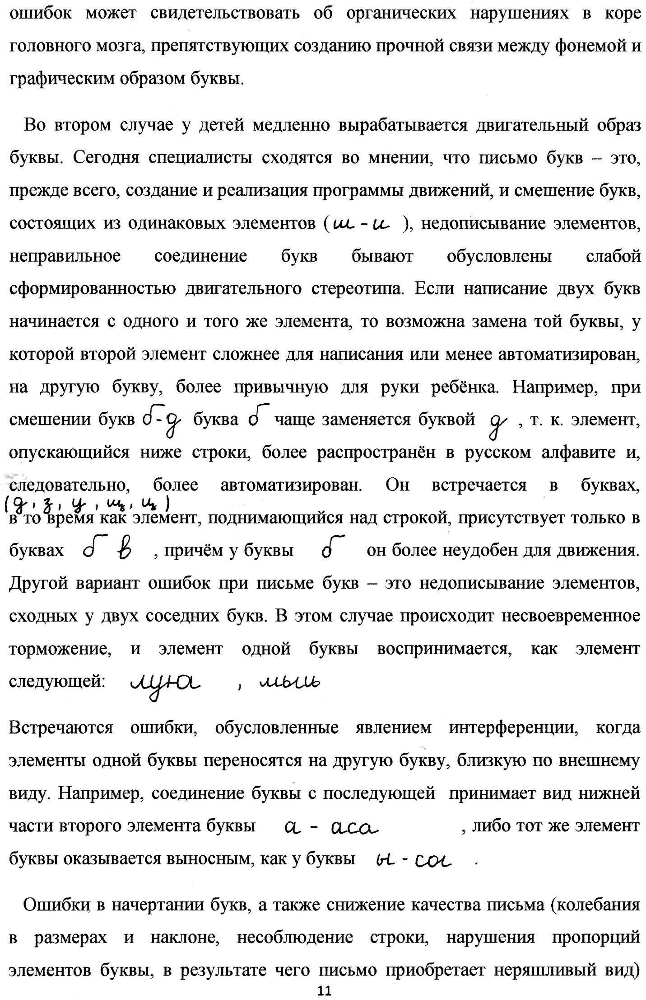 ошибок может свидетельствовать об органических нарушениях в коре
головного мозга, препятствующих созданию прочной связи между фонемой и
графическим образом буквы.
Во втором случае у детей медленно вырабатывается двигательный образ
буквы. Сегодня специалисты сходятся во мнении, что письмо букв – это,
прежде всего, создание и реализация программы движений, и смешение букв,
состоящих из одинаковых элементов (ш - и ), недописывание элементов,
неправильное соединение букв бывают обусловлены слабой
сформированностью двигательного стереотипа. Если написание двух букв
начинается с одного и того же элемента, то возможна замена той буквы, у
которой второй элемент сложнее для написания или менее автоматизирован,
на другую букву, более привычную для руки ребёнка. Например, при
смешении букв б-д буква б чаще заменяется буквой д , т. к. элемент,
опускающийся ниже строки, более распространён в русском алфавите и,
следовательно, более автоматизирован. Он встречается в буквах,
(д, з, у, щ, ц)
в то время как элемент, поднимающийся над строкой, присутствует только в
буквах б в , причём у буквы б он более неудобен для движения.
Другой вариант ошибок при письме букв – это недописывание элементов,
сходных у двух соседних букв. В этом случае происходит несвоевременное
торможение, и элемент одной буквы воспринимается, как элемент
следующей: , 
Встречаются ошибки, обусловленные явлением интерференции, когда
элементы одной буквы переносятся на другую букву, близкую по внешнему
виду. Например, соединение буквы с последующей принимает вид нижней
части второго элемента буквы а - аса , либо тот же элемент
буквы оказывается выносным, как у буквы ы - .
Ошибки в начертании букв, а также снижение качества письма (колебания
в размерах и наклоне, несоблюдение строки, нарушения пропорций
элементов буквы, в результате чего письмо приобретает неряшливый вид)
11